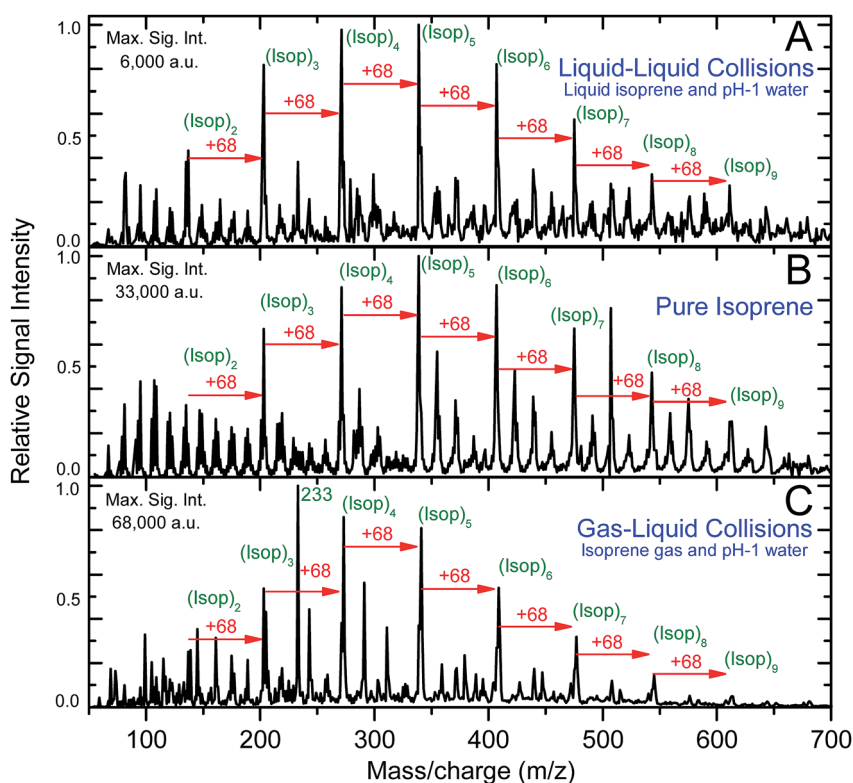 Relative Signal Intensity
A
Max. Sig. Int.
6,000 a.u.
Liquid-Liquid Collisions
Liquid isoprene and pH-1 water
(Isop)2 (Isop)3 (Isop)4 (Isop)5 (Isop)6 (Isop)7 (Isop)8 (Isop)9
+68 +68 +68 +68 +68 +68 +68
1.0
0.5
0.0
B
Max. Sig. Int.
33,000 a.u.
Pure Isoprene
(Isop)2 (Isop)3 (Isop)4 (Isop)5 (Isop)6 (Isop)7 (Isop)8 (Isop)9
+68 +68 +68 +68 +68 +68 +68
1.0
0.5
0.0
C
Max. Sig. Int.
68,000 a.u.
Gas-Liquid Collisions
Isoprene gas and pH-1 water
233
(Isop)2 (Isop)3 (Isop)4 (Isop)5 (Isop)6 (Isop)7 (Isop)8 (Isop)9
+68 +68 +68 +68 +68 +68 +68
1.0
0.5
0.0
100 200 300 400 500 600 700
Mass/charge (m/z)